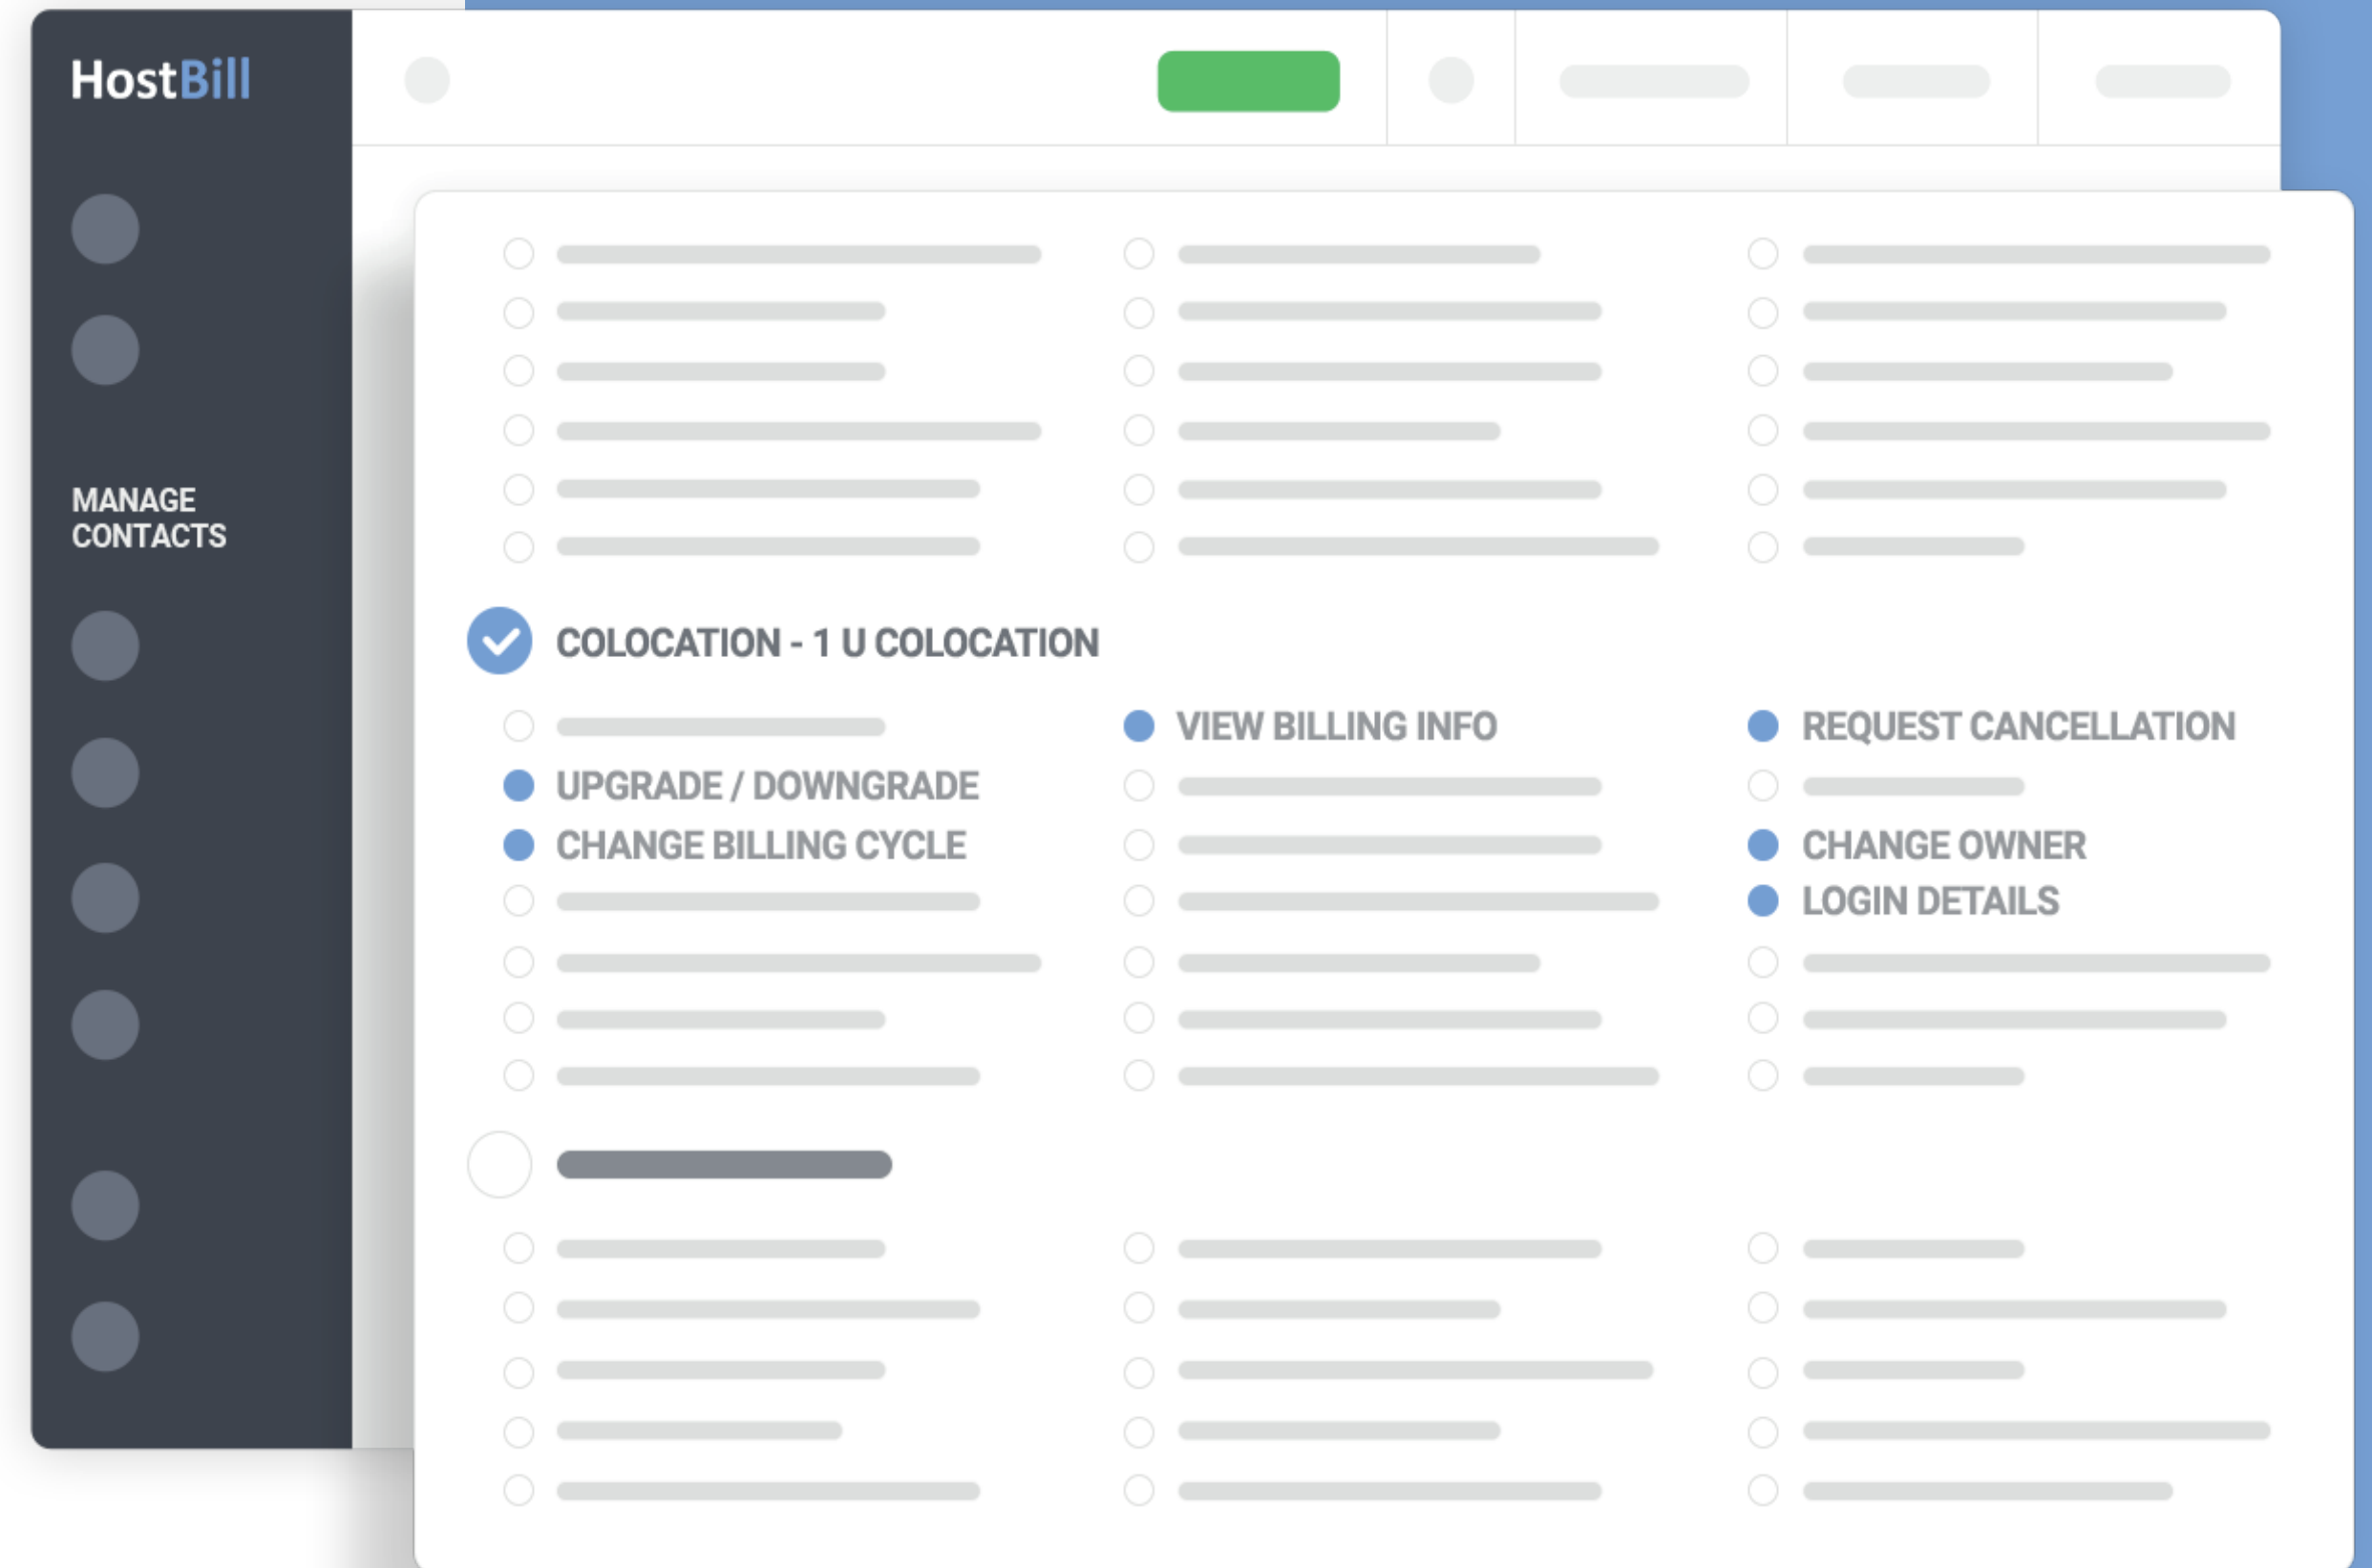 HostBill
MANAGE
CONTACTS
COLOCATION - 1 U COLOCATION
VIEW BILLING INFO
REQUEST CANCELLATION
UPGRADE / DOWNGRADE
CHANGE BILLING CYCLE
CHANGE OWNER
LOGIN DETAILS